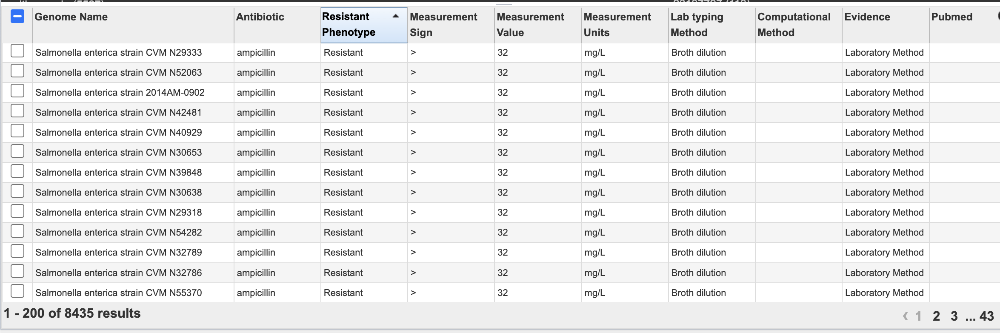 Genome Name Antibiotic Resistant Phenotype Measurement Sign Measurement Value Measurement Units Lab typing Method Computational Method Evidence Pubmed
Salmonella enterica strain CVM N29333 ampicillin Resistant > 32 mg/L Broth dilution Laboratory Method
Salmonella enterica strain CVM N52063 ampicillin Resistant > 32 mg/L Broth dilution Laboratory Method
Salmonella enterica strain 2014AM-0902 ampicillin Resistant > 32 mg/L Broth dilution Laboratory Method
Salmonella enterica strain CVM N42481 ampicillin Resistant > 32 mg/L Broth dilution Laboratory Method
Salmonella enterica strain CVM N40929 ampicillin Resistant > 32 mg/L Broth dilution Laboratory Method
Salmonella enterica strain CVM N30653 ampicillin Resistant > 32 mg/L Broth dilution Laboratory Method
Salmonella enterica strain CVM N39848 ampicillin Resistant > 32 mg/L Broth dilution Laboratory Method
Salmonella enterica strain CVM N30638 ampicillin Resistant > 32 mg/L Broth dilution Laboratory Method
Salmonella enterica strain CVM N29318 ampicillin Resistant > 32 mg/L Broth dilution Laboratory Method
Salmonella enterica strain CVM N54282 ampicillin Resistant > 32 mg/L Broth dilution Laboratory Method
Salmonella enterica strain CVM N32789 ampicillin Resistant > 32 mg/L Broth dilution Laboratory Method
Salmonella enterica strain CVM N32786 ampicillin Resistant > 32 mg/L Broth dilution Laboratory Method
Salmonella enterica strain CVM N55370 ampicillin Resistant > 32 mg/L Broth dilution Laboratory Method
1 - 200 of 8435 results ‹ 1 2 3 ... 43